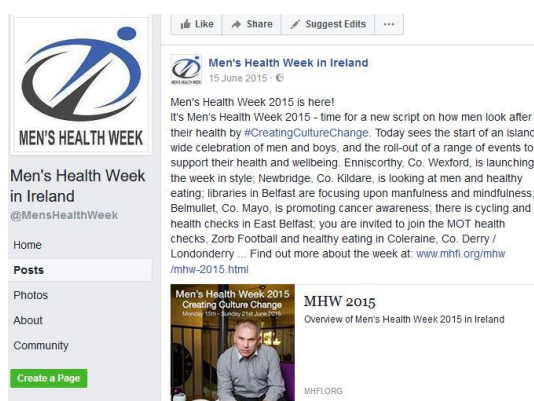 MEN'S HEALTH WEEK
Men's Health Week
in Ireland
@MensHealthWeek
Home
Posts
Photos
About
Community
Create a Page
Like Share Suggest Edits ...
MEN'S HEALTH WEEK
Men's Health Week in Ireland
15 June 2015 ·
Men's Health Week 2015 is here!
It's Men's Health Week 2015 - time for a new script on how men look after
their health by #CreatingCultureChange. Today sees the start of an island
wide celebration of men and boys, and the roll-out of a range of events to
support their health and wellbeing. Enniscorthy, Co. Wexford, is launching
the week in style; Newbridge, Co. Kildare, is looking at men and healthy
eating; libraries in Belfast are focusing upon manfulness and mindfulness;
Belmullet, Co. Mayo, is promoting cancer awareness; there is cycling and
health checks in East Belfast; you are invited to join the MOT health
checks, Zorb Football and healthy eating in Coleraine, Co. Derry /
Londonderry ... Find out more about the week at: www.mhfi.org/mhw
/mhw-2015.html
Men's Health Week 2015
Creating Culture Change
Monday 15th - Sunday 21st June 2015
MHW 2015
Overview of Men's Health Week 2015 in Ireland
MHFI.ORG